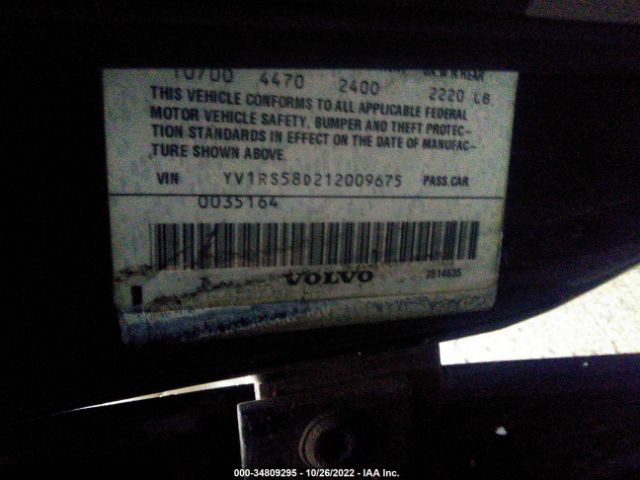 10700 4470 2400 2220 LB
THIS VEHICLE CONFORMS TO ALL APPLICABLE FEDERAL
MOTOR VEHICLE SAFETY, BUMPER AND THEFT PROTEC-
TION STANDARDS IN EFFECT ON THE DATE OF MANUFAC-
TURE SHOWN ABOVE.
VIN YV1RS58D212009675 PASS.CAR
0035164
VOLVO
000-34809295 - 10/26/2022 - IAA Inc.